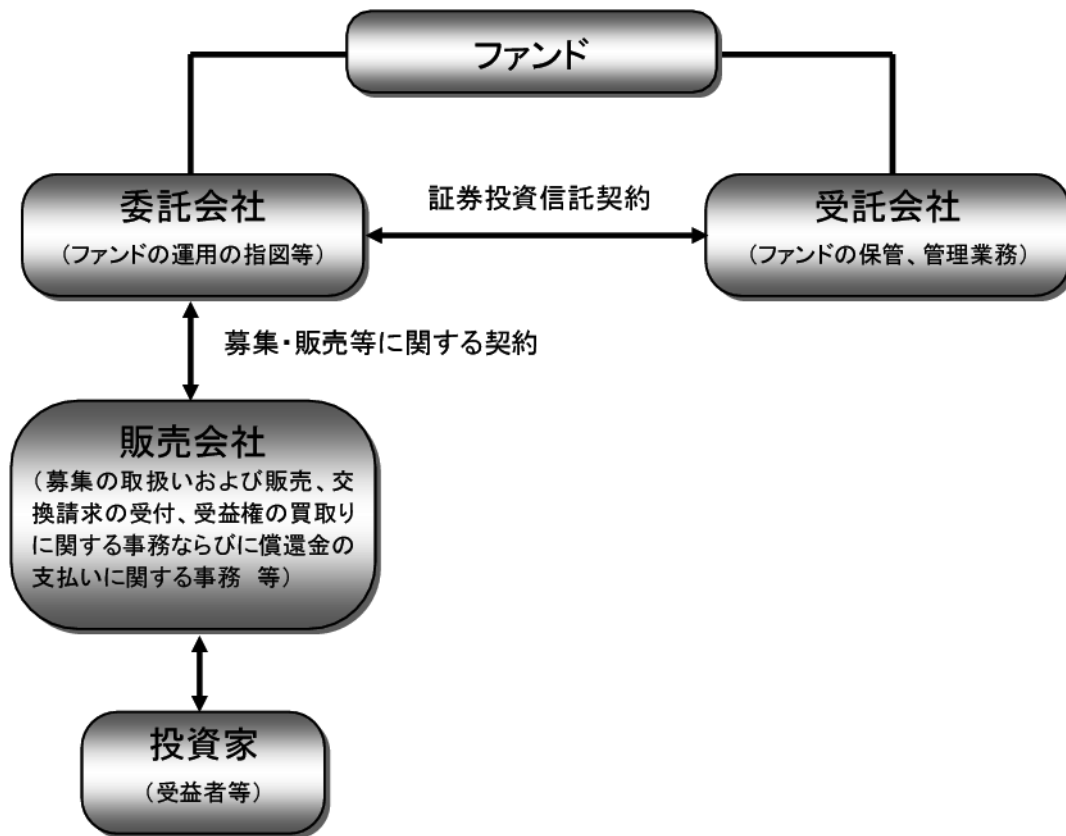 ファンド
委託会社
（ファンドの運用の指図等）
証券投資信託契約
受託会社
（ファンドの保管、管理業務）
募集・販売等に関する契約
販売会社
（募集の取扱いおよび販売、交
換請求の受付、受益権の買取り
に関する事務ならびに償還金の
支払いに関する事務　等）
投資家
（受益者等）